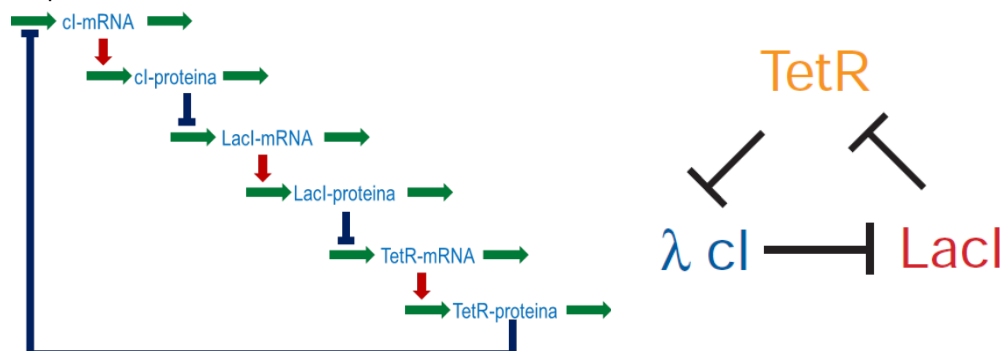 cI-mRNA
cI-proteina
LacI-mRNA
LacI-proteina
TetR-mRNA
TetR-proteina
TetR
λ cI
LacI